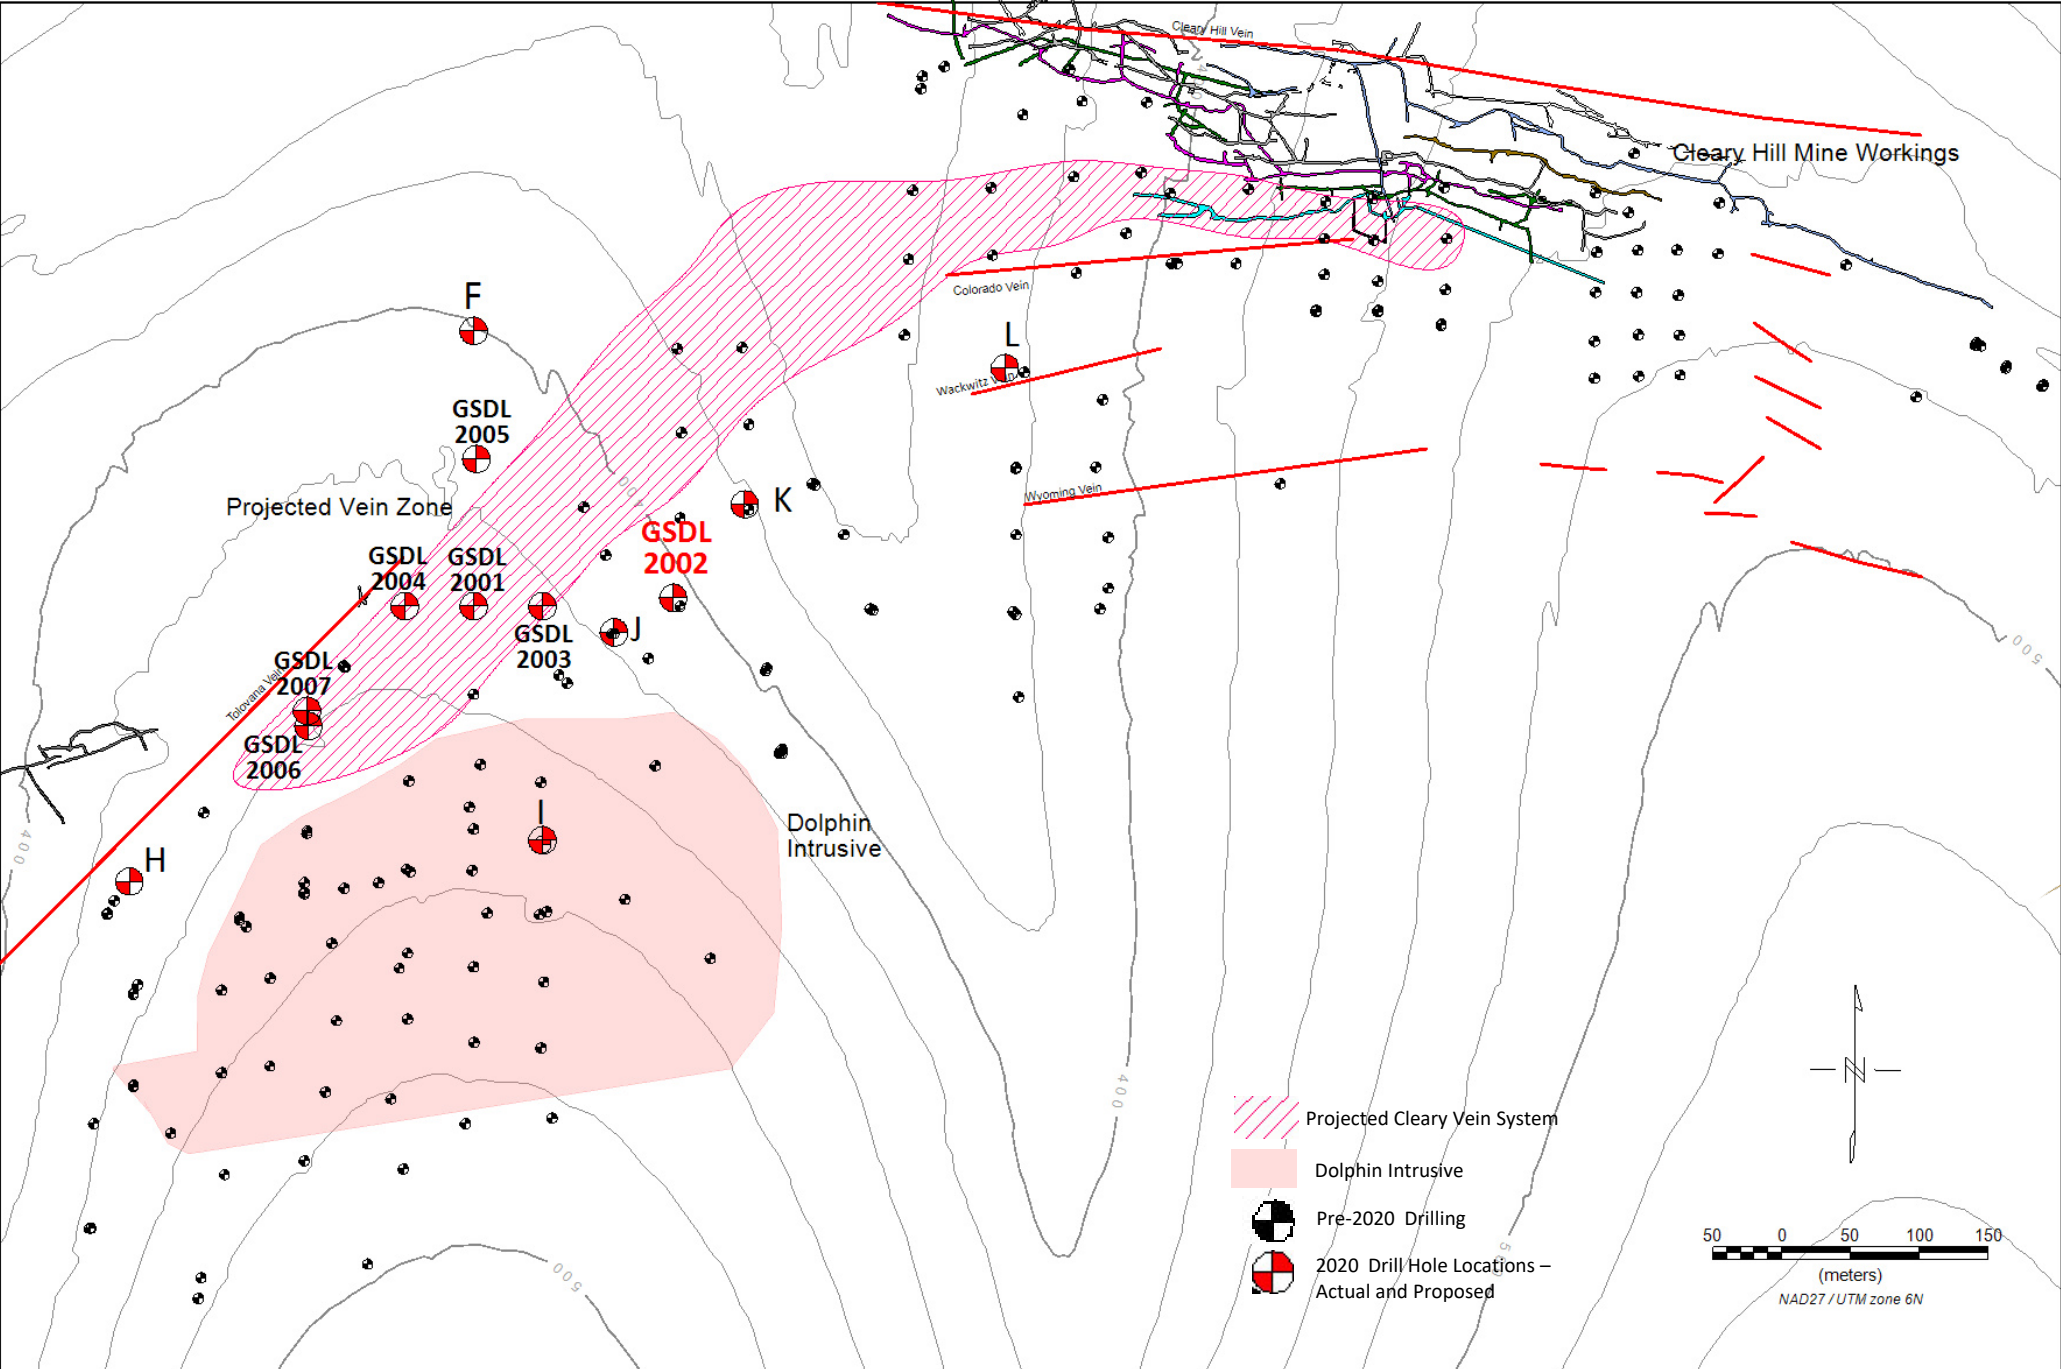 Cleary Hill Vein
Cleary Hill Mine Workings
Colorado Vein
F
L
Wackwitz
GSDL
2005
Projected Vein Zone
K
Wyoming Vein
GSDL
2002
GSDL
2004
GSDL
2001
GSDL
2003
J
GSDL
2007
Tolovana Vein
GSDL
2006
I
Dolphin
Intrusive
H
400
400
500
500
N
Projected Cleary Vein System
Dolphin Intrusive
Pre-2020 Drilling
2020 Drill Hole Locations –
Actual and Proposed
50 0 50 100 150
(meters)
NAD27 / UTM zone 6N